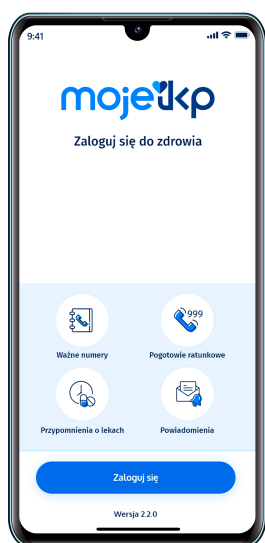 9:41
mojeikp
Zaloguj się do zdrowia
999
Ważne numery
Pogotowie ratunkowe
Przypomnienia o lekach
Powiadomienia
Zaloguj się
Wersja 2.2.0